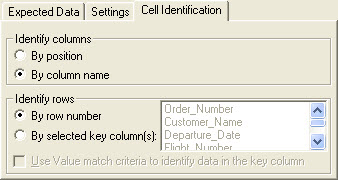 Expected Data Settings Cell Identification
Identify columns
By position
By column name
Identify rows
By row number
By selected key column(s):
Order_Number
Customer_Name
Departure_Date
Flight_Number
Use Value match criteria to identify data in the key column